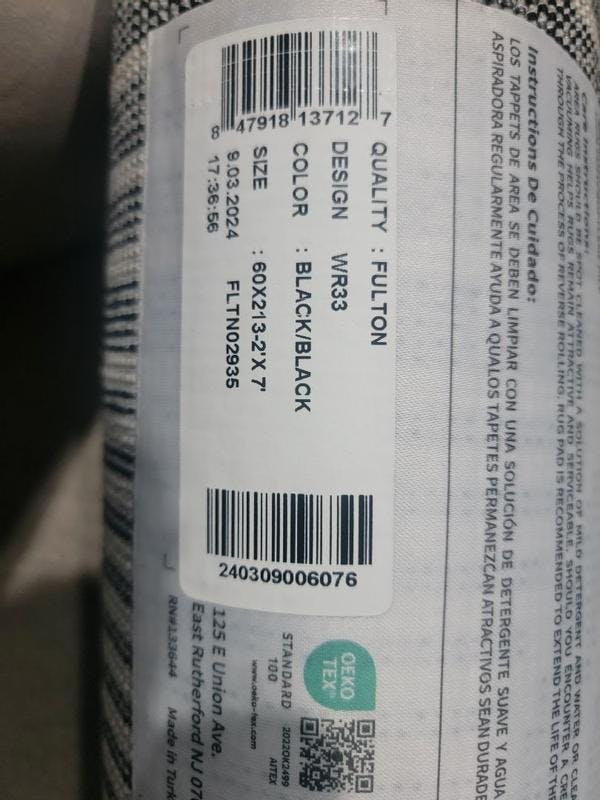 Care Instructions:
AREA RUGS SHOULD BE SPOT CLEANED WITH A SOLUTION OF MILD DETERGENT AND WATER OR CLEA
VACUUMING HELPS RUGS REMAIN ATTRACTIVE AND SERVICEABLE. SHOULD YOU ENCOUNTER A CRE
THROUGH THE PROCESS OF REVERSE ROLLING. RUG PAD IS RECOMMENDED TO EXTEND THE LIFE OF THE
Instructions De Cuidado:
LOS TAPPETS DE AREA SE DEBEN LIMPIAR CON UNA SOLUCIÓN DE DETERGENTE SUAVE Y AGUA
ASPIRADORA REGULARMENTE AYUDA A QUALOS TAPETES PERMANEZCAN ATRACTIVOS SEAN DURADE
8 47918 13712 7
QUALITY : FULTON
DESIGN WR33
COLOR : BLACK/BLACK
SIZE : 60X213-2'X 7'
9.03.2024 FLTN02935
17:36:56
240309006076
OEKO
TEX®
STANDARD 2022OK2499
100 AITEX
www.oeko-tex.com
125 E Union Ave.
East Rutherford NJ 07
RN#133644 Made in Turk